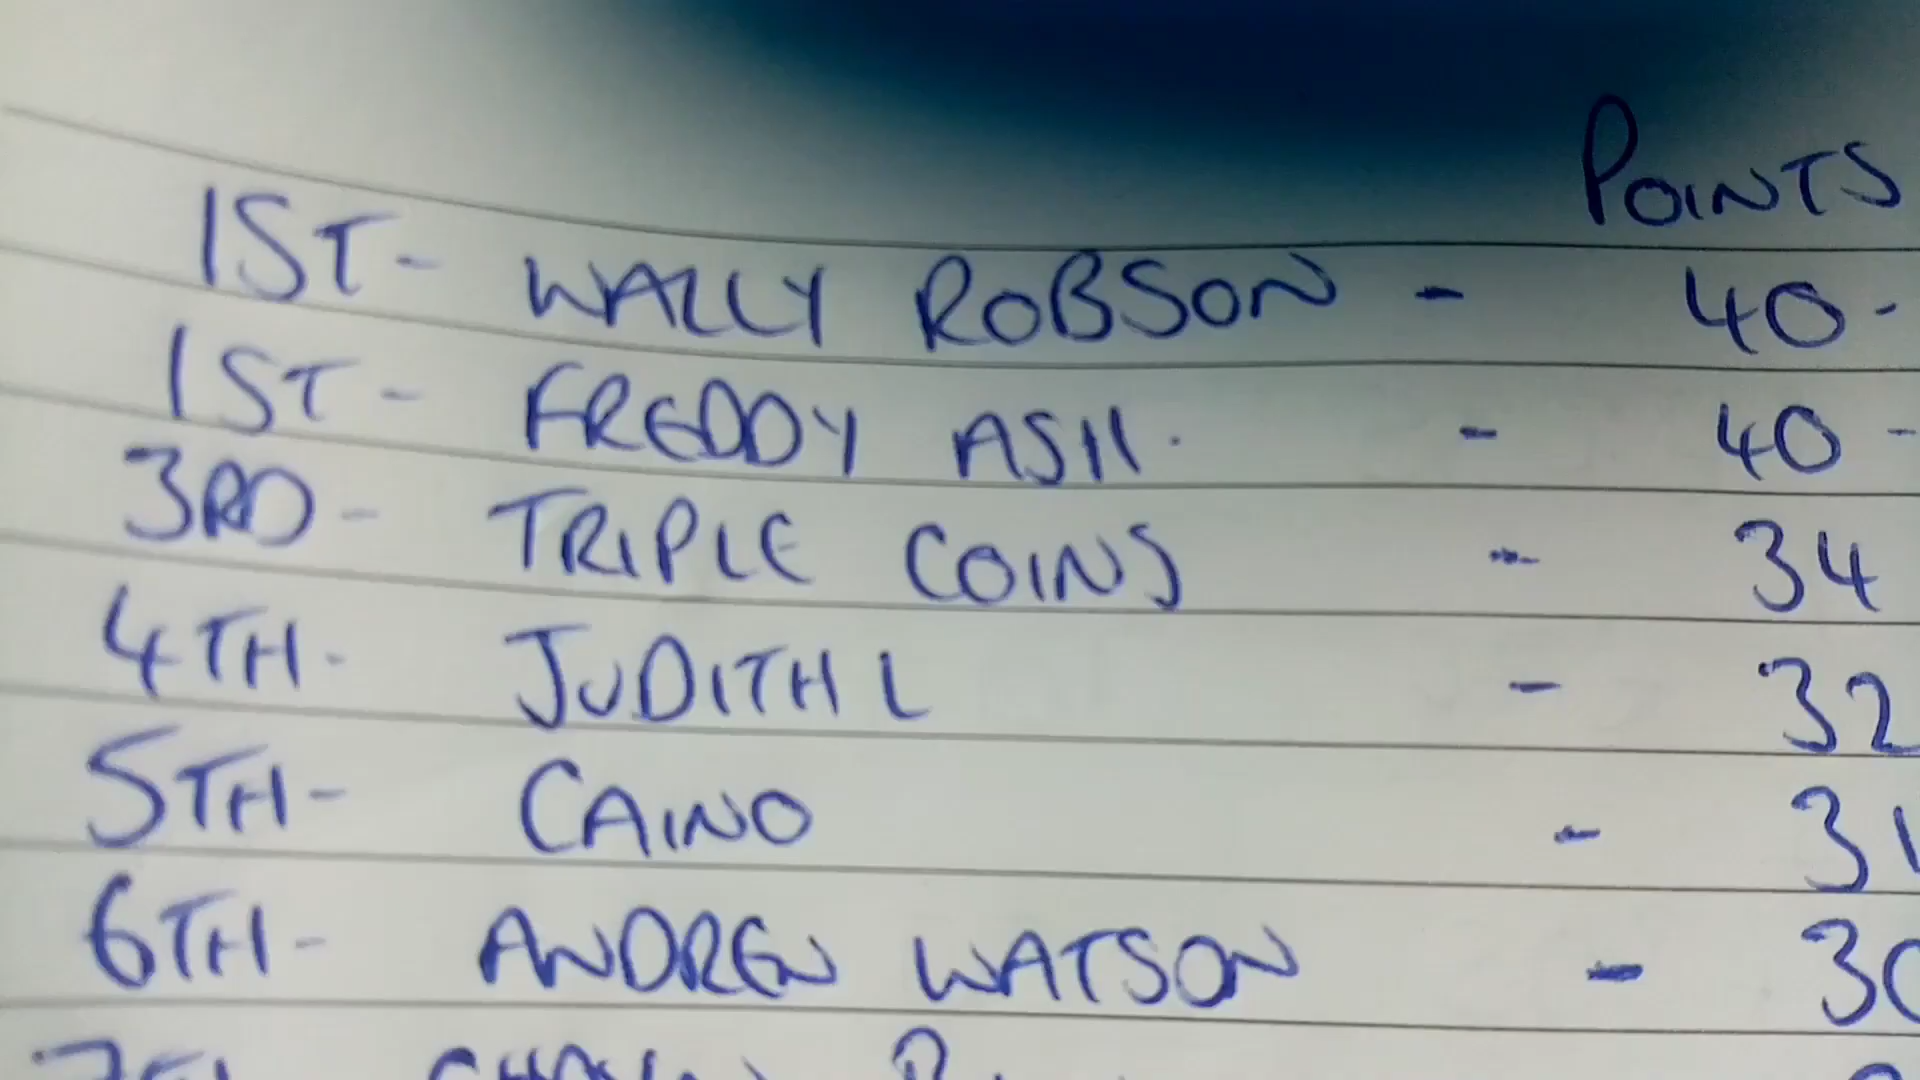 POINTS
1ST- WALLY ROBSON - 40-
1ST- FREDDY ASH. - 40 -
3RD- TRIPLE COINS - 34
4TH- JUDITH L - 32
5TH- CAINO - 31
6TH- ANDREW WATSON - 30